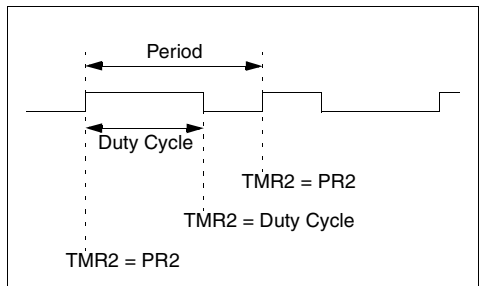 Period
Duty Cycle
TMR2 = PR2
TMR2 = Duty Cycle
TMR2 = PR2